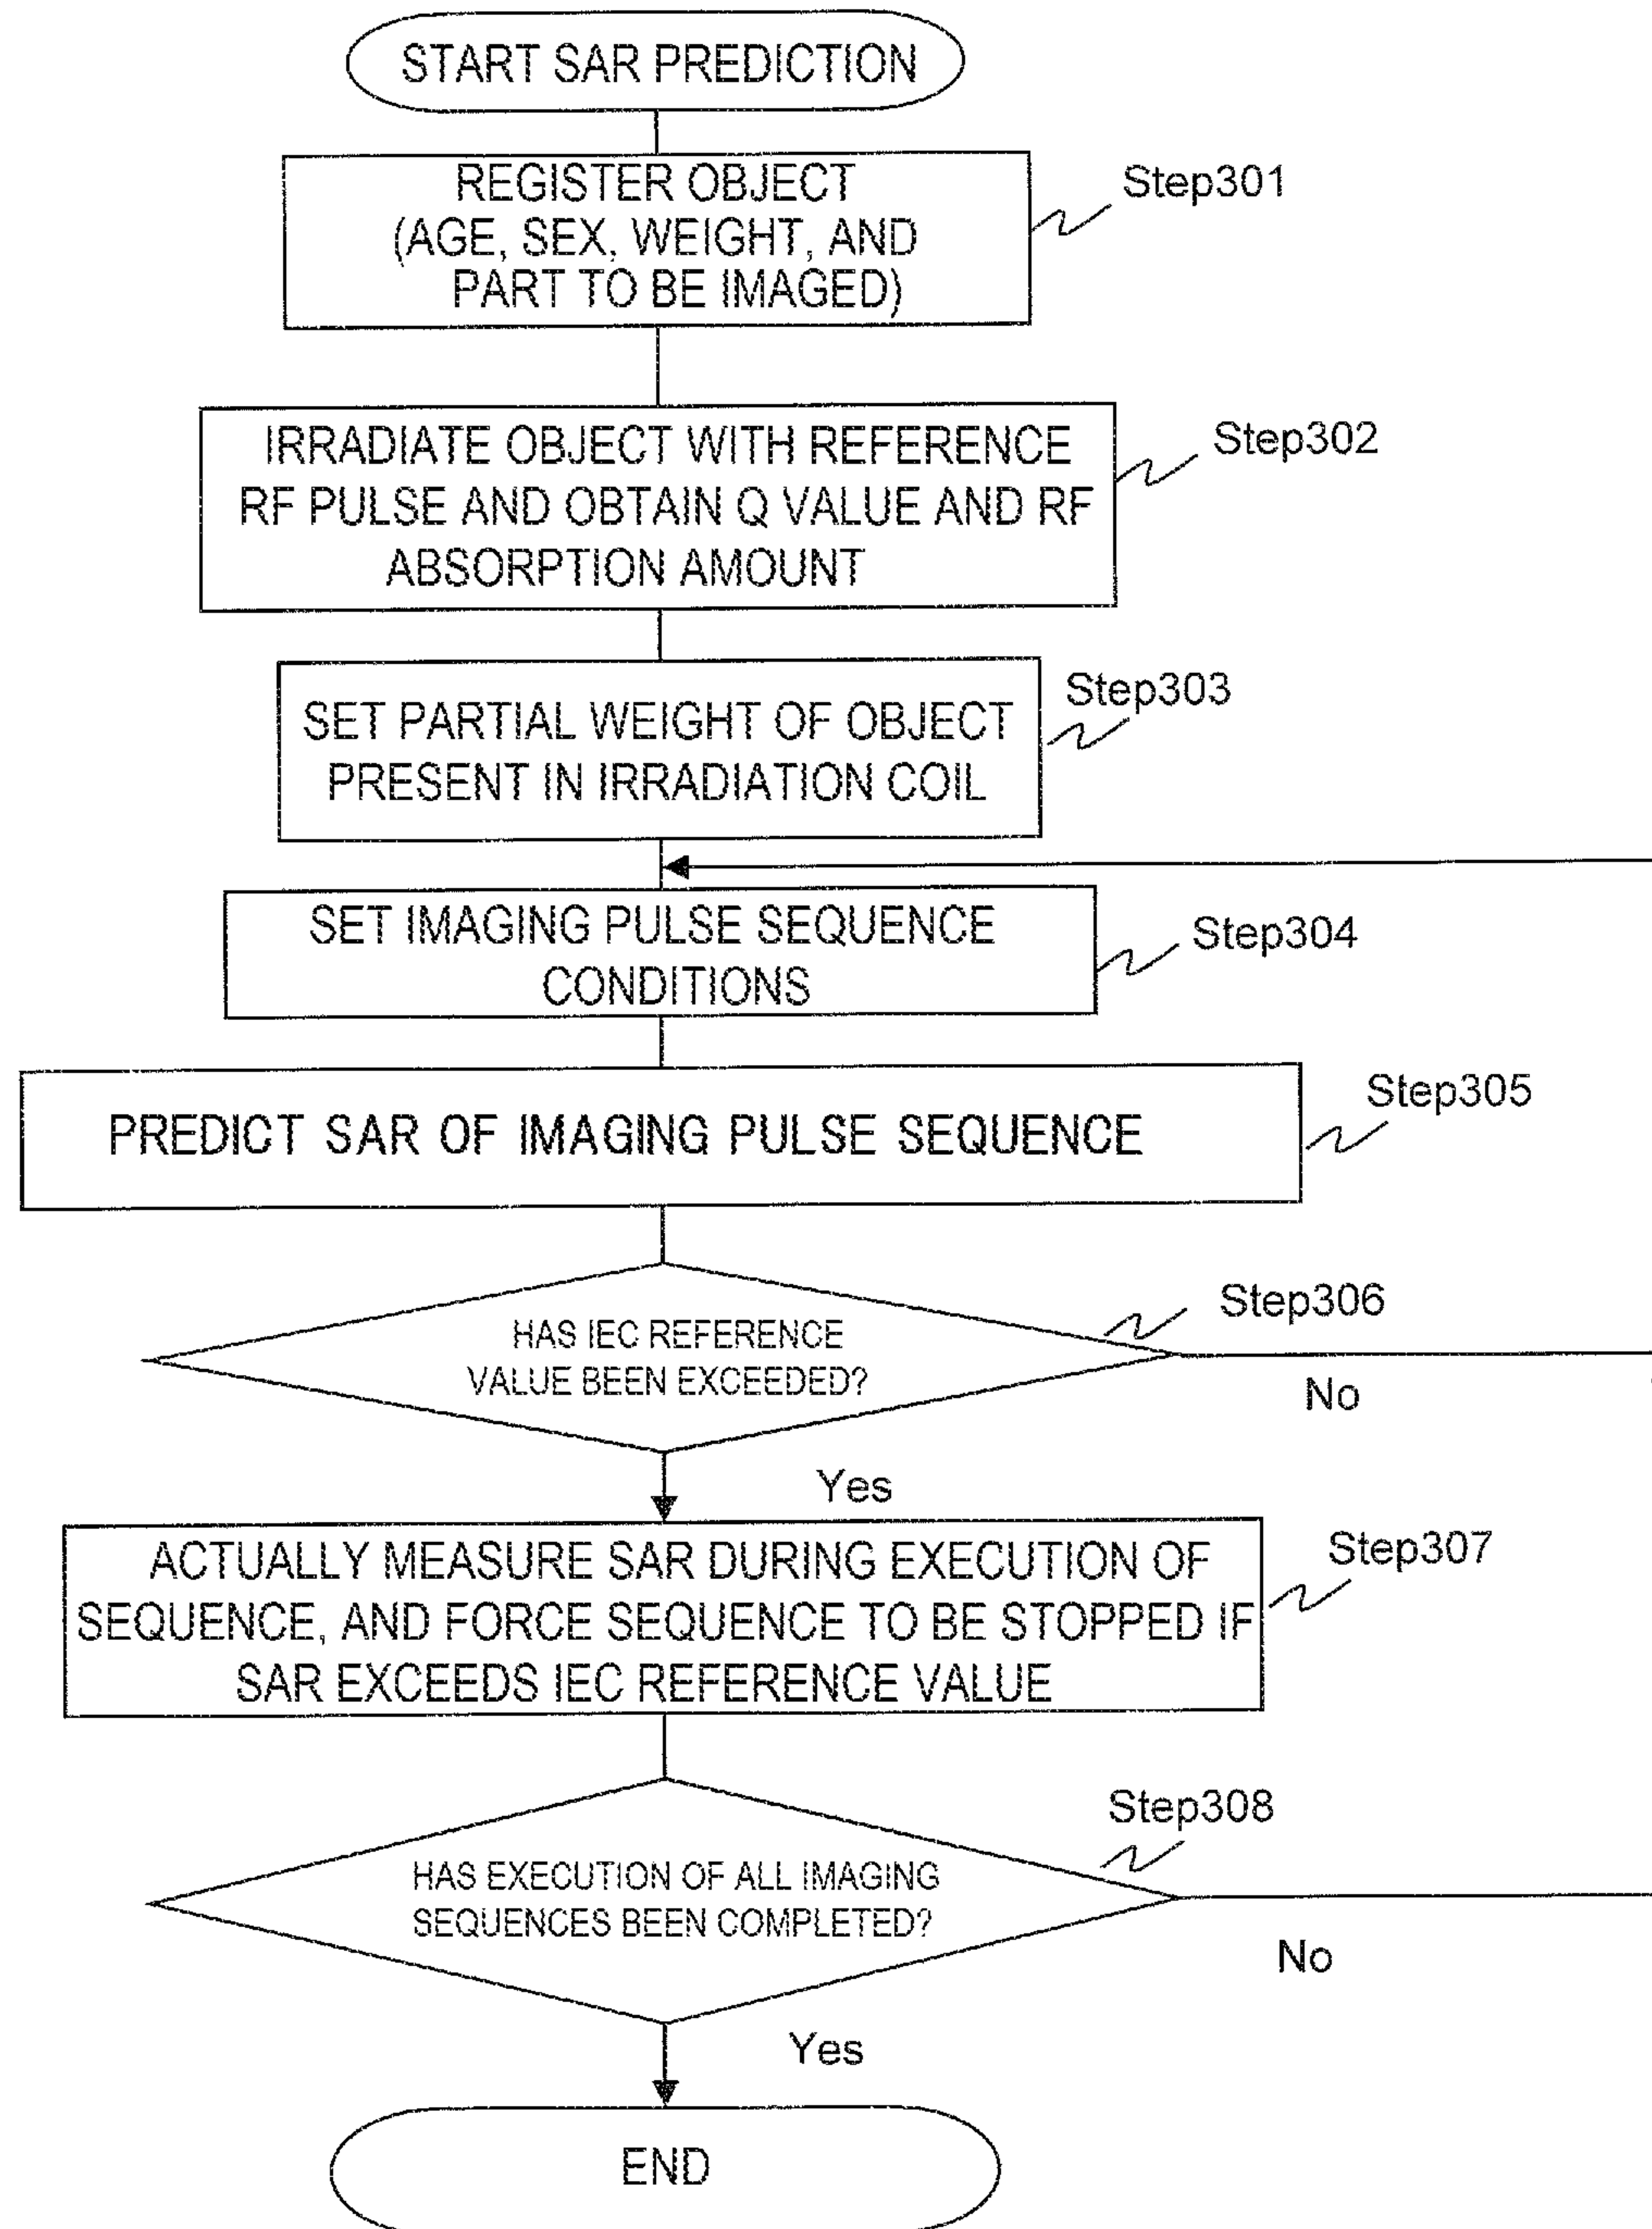 START SAR PREDICTION
REGISTER OBJECT
(AGE, SEX, WEIGHT, AND
PART TO BE IMAGED)
Step301
IRRADIATE OBJECT WITH REFERENCE
RF PULSE AND OBTAIN Q VALUE AND RF
ABSORPTION AMOUNT
Step302
SET PARTIAL WEIGHT OF OBJECT
PRESENT IN IRRADIATION COIL
Step303
SET IMAGING PULSE SEQUENCE
CONDITIONS
Step304
PREDICT SAR OF IMAGING PULSE SEQUENCE
Step305
HAS IEC REFERENCE
VALUE BEEN EXCEEDED?
Step306
No
Yes
ACTUALLY MEASURE SAR DURING EXECUTION OF
SEQUENCE, AND FORCE SEQUENCE TO BE STOPPED IF
SAR EXCEEDS IEC REFERENCE VALUE
Step307
HAS EXECUTION OF ALL IMAGING
SEQUENCES BEEN COMPLETED?
Step308
No
Yes
END